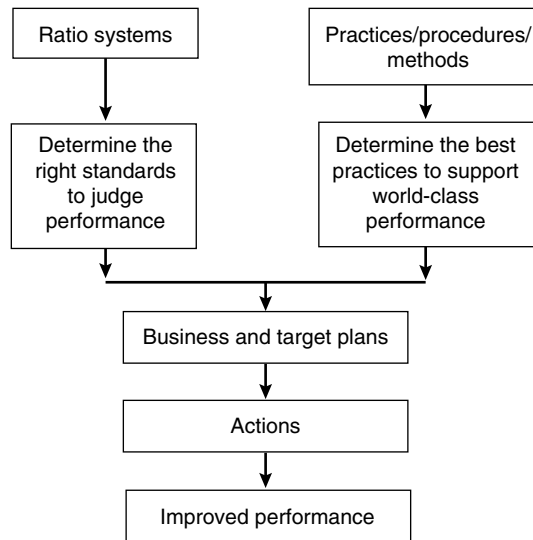 Ratio systems
Practices/procedures/
methods
Determine the
right standards
to judge
performance
Determine the best
practices to support
world-class
performance
Business and target plans
Actions
Improved performance